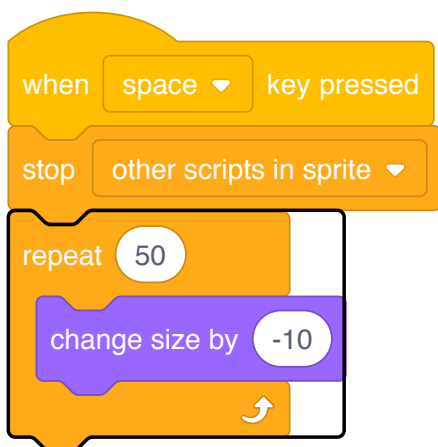 when space key pressed
stop other scripts in sprite
repeat 50
change size by -10